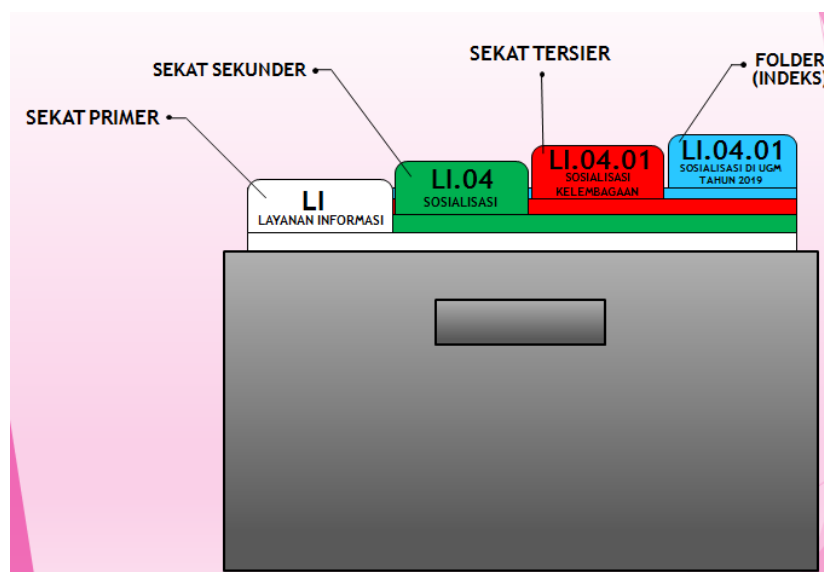 SEKAT PRIMER
SEKAT SEKUNDER
SEKAT TERSIER
FOLDER
(INDEKS)
LI
LAYANAN INFORMASI
LI.04
SOSIALISASI
LI.04.01
SOSIALISASI
KELEMBAGAAN
LI.04.01
SOSIALISASI DI UGM
TAHUN 2019